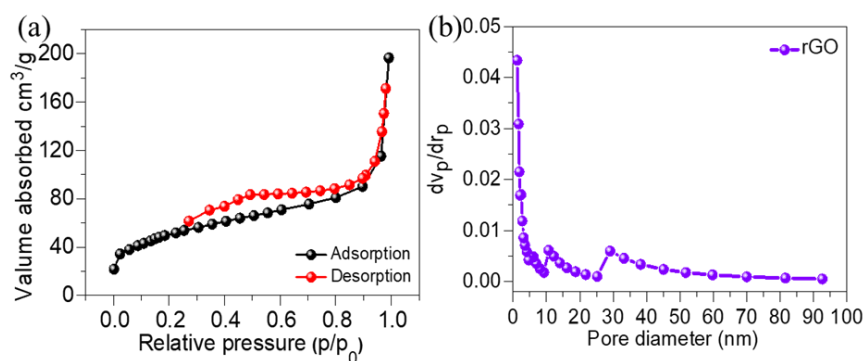 (a)
Valume absorbed cm³/g
200
160
120
80
40
0
0.0 0.2 0.4 0.6 0.8 1.0
Relative pressure (p/p₀)
Adsorption
Desorption
(b)
dvₚ/drₚ
0.05
0.04
0.03
0.02
0.01
0.00
0 10 20 30 40 50 60 70 80 90 100
Pore diameter (nm)
rGO